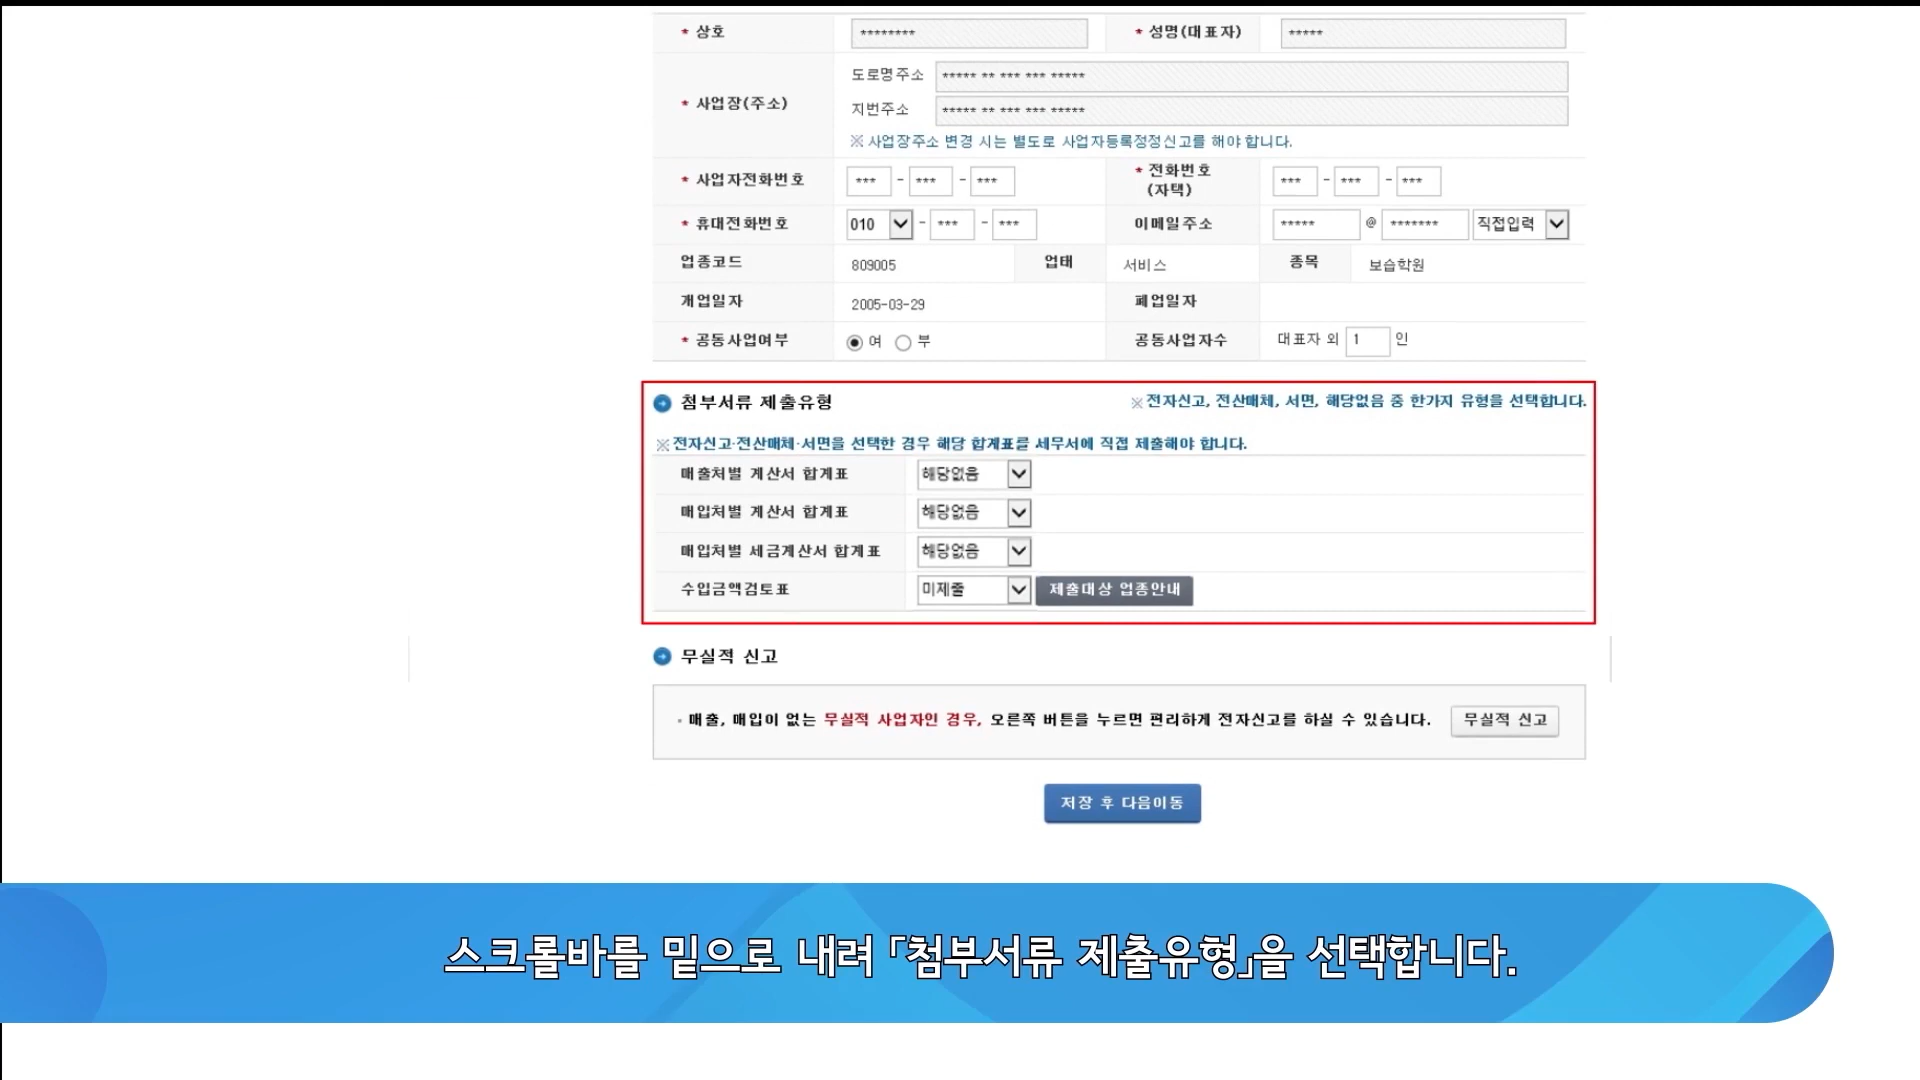 * 상호 ******** * 성명(대표자) *****
도로명주소 ***** ** *** *** *****
* 사업장(주소)
지번주소 ***** ** *** *** *****
※ 사업장주소 변경 시는 별도로 사업자등록정정신고를 해야 합니다.
* 사업자전화번호 *** - *** - *** * 전화번호 (자택) *** - *** - ***
* 휴대전화번호 010 - *** - *** 이메일주소 ***** @ ******* 직접입력
업종코드 809005 업태 서비스 종목 보습학원
개업일자 2005-03-29 폐업일자
* 공동사업여부 여 부 공동사업자수 대표자 외 1 인
첨부서류 제출유형 ※ 전자신고, 전산매체, 서면, 해당없음 중 한가지 유형을 선택합니다.
※ 전자신고·전산매체·서면을 선택한 경우 해당 합계표를 세무서에 직접 제출해야 합니다.
매출처별 계산서 합계표 해당없음
매입처별 계산서 합계표 해당없음
매입처별 세금계산서 합계표 해당없음
수입금액검토표 미제출 제출대상 업종안내
무실적 신고
• 매출, 매입이 없는 무실적 사업자인 경우, 오른쪽 버튼을 누르면 편리하게 전자신고를 하실 수 있습니다. 무실적 신고
저장 후 다음이동
스크롤바를 밑으로 내려 「첨부서류 제출유형」을 선택합니다.